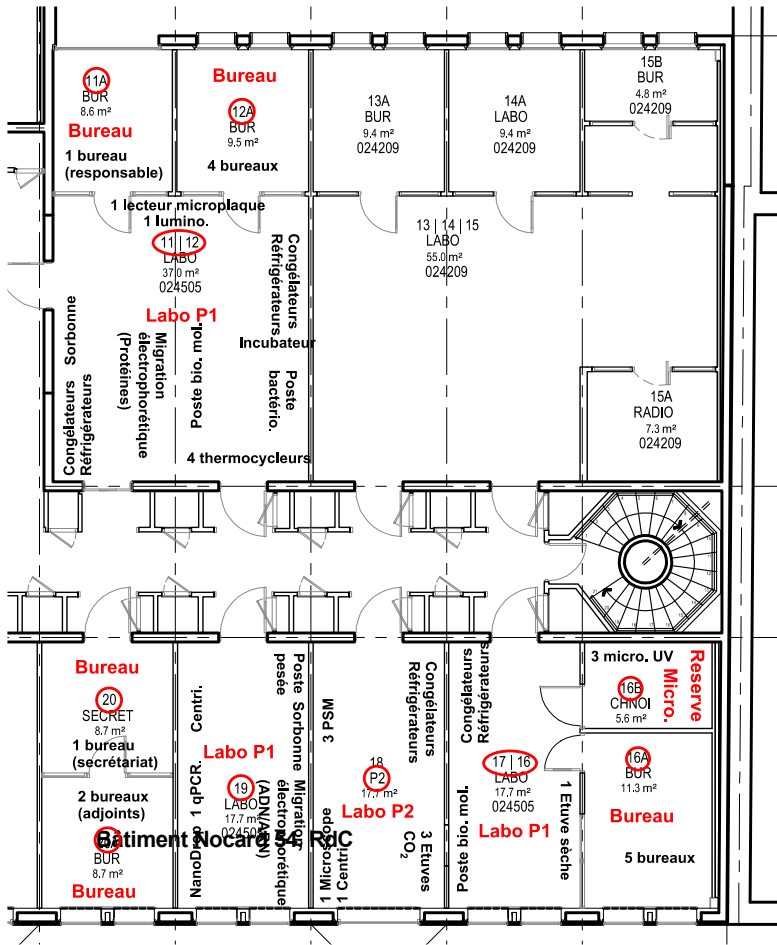 11A
BUR
8.6 m²
Bureau
1 bureau
(responsable)
Bureau
12A
BUR
9.5 m²
4 bureaux
13A
BUR
9.4 m²
024209
14A
LABO
9.4 m²
024209
15B
BUR
4.8 m²
024209
1 lecteur microplaque
1 lumino.
11 | 12
LABO
37.0 m²
024505
Labo P1
Congélateurs
Réfrigérateurs
Sorbonne
Migration
électrophorétique
(Protéines)
Poste bio. mol.
Congélateurs
Réfrigérateurs
Incubateur
Poste
bactério.
4 thermocycleurs
13 | 14 | 15
LABO
55.0 m²
024209
15A
RADIO
7.3 m²
024209
Bureau
20
SECRET
8.7 m²
1 bureau
(secrétariat)
2 bureaux
(adjoints)
BUR
8.7 m²
Bureau
NanoDrop. 1 qPCR. Centri.
Labo P1
19
LABO
17.7 m²
024505
Poste
pesée
Sorbonne
Migration
électrophorétique
(ADN/ARN)
Bâtiment Nocard 54, RdC
3 PSM
1 Microscope
1 Centri.
18
P2
17.7 m²
Labo P2
Congélateurs
Réfrigérateurs
3 Etuves
CO2
Congélateurs
Réfrigérateurs
Poste bio. mol.
17 | 16
LABO
17.7 m²
024505
Labo P1
1 Etuve sèche
3 micro. UV
16B
CHNOI
5.6 m²
Reserve
Micro.
16A
BUR
11.3 m²
Bureau
5 bureaux